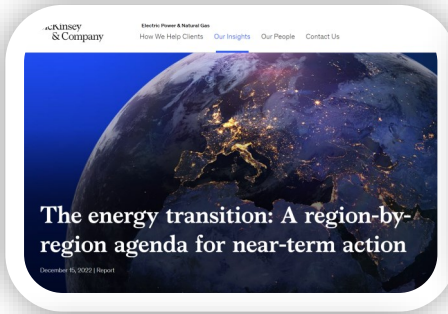 McKinsey
& Company
Electric Power & Natural Gas
How We Help Clients Our Insights Our People Contact Us
The energy transition: A region-by-
region agenda for near-term action
December 15, 2022 | Report